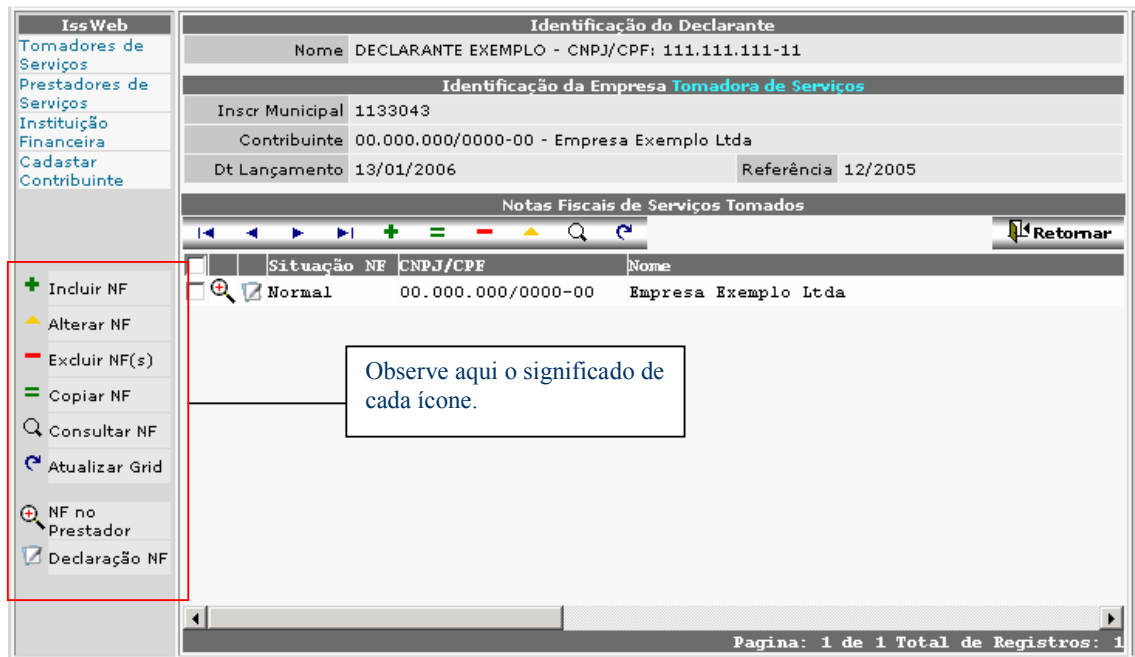 IssWeb
Tomadores de
Serviços
Prestadores de
Serviços
Instituição
Financeira
Cadastar
Contribuinte
Incluir NF
Alterar NF
Excluir NF(s)
Copiar NF
Consultar NF
Atualizar Grid
NF no
Prestador
Declaração NF
Identificação do Declarante
Nome DECLARANTE EXEMPLO - CNPJ/CPF: 111.111.111-11
Identificação da Empresa Tomadora de Serviços
Inscr Municipal 1133043
Contribuinte 00.000.000/0000-00 - Empresa Exemplo Ltda
Dt Lançamento 13/01/2006 Referência 12/2005
Notas Fiscais de Serviços Tomados
Retornar
Situação NF CNPJ/CPF Nome
Normal 00.000.000/0000-00 Empresa Exemplo Ltda
Observe aqui o significado de
cada ícone.
Pagina: 1 de 1 Total de Registros: 1